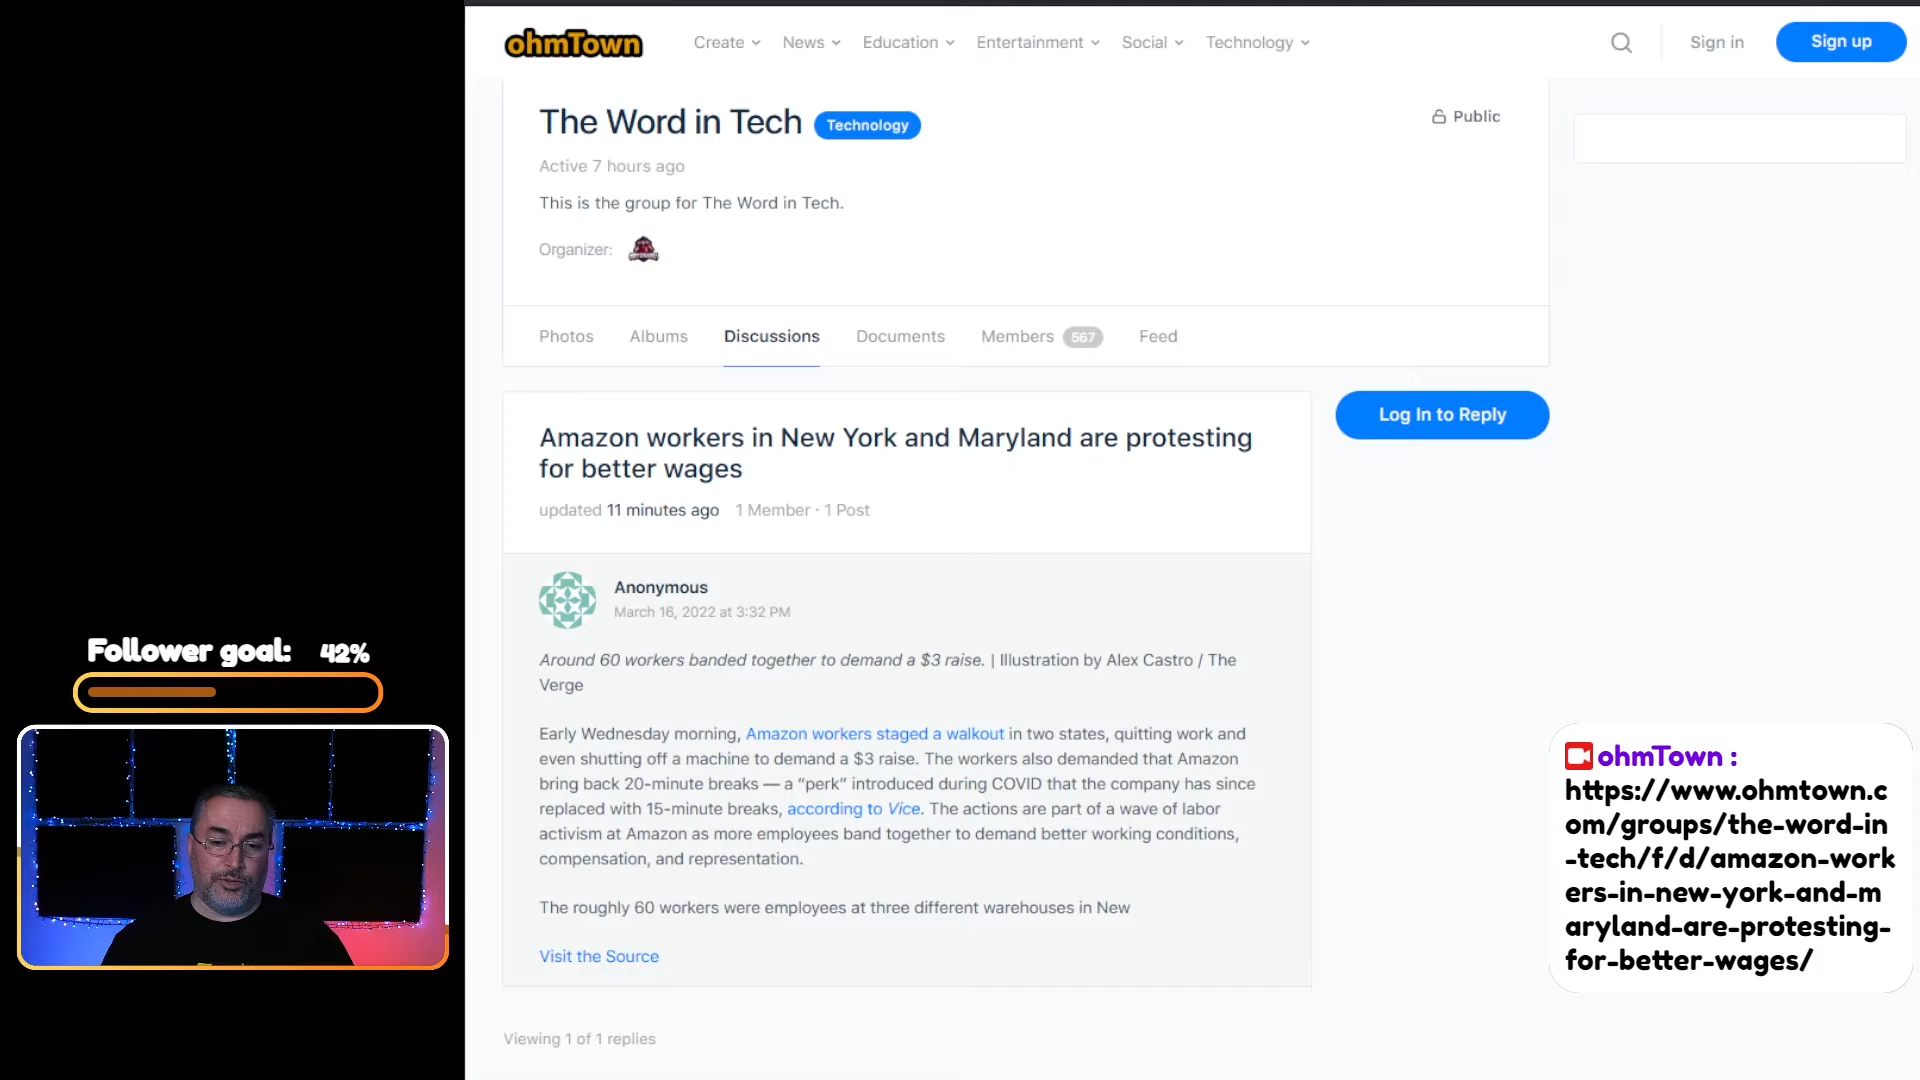 ohmTown
Create
News
Education
Entertainment
Social
Technology
Sign in
Sign up
The Word in Tech
Technology
Public
Active 7 hours ago
This is the group for The Word in Tech.
Organizer:
Photos
Albums
Discussions
Documents
Members 567
Feed
Amazon workers in New York and Maryland are protesting
for better wages
updated 11 minutes ago 1 Member · 1 Post
Log In to Reply
Anonymous
March 16, 2022 at 3:32 PM
Around 60 workers banded together to demand a $3 raise. | Illustration by Alex Castro / The
Verge
Early Wednesday morning, Amazon workers staged a walkout in two states, quitting work and
even shutting off a machine to demand a $3 raise. The workers also demanded that Amazon
bring back 20-minute breaks — a “perk” introduced during COVID that the company has since
replaced with 15-minute breaks, according to Vice. The actions are part of a wave of labor
activism at Amazon as more employees band together to demand better working conditions,
compensation, and representation.
The roughly 60 workers were employees at three different warehouses in New
Visit the Source
Viewing 1 of 1 replies
Follower goal: 42%
ohmTown :
https://www.ohmtown.c
om/groups/the-word-in
-tech/f/d/amazon-work
ers-in-new-york-and-m
aryland-are-protesting-
for-better-wages/